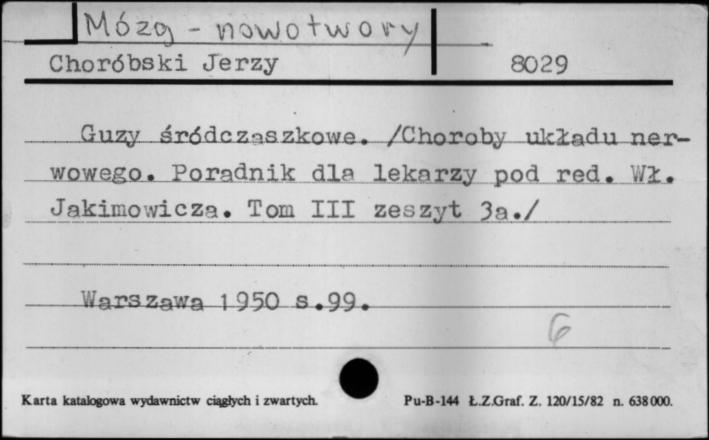 Mózg - nowotwory
Choróbski Jerzy 8029
Guzy śródczaszkowe. /Choroby układu ner-
wowego. Poradnik dla lekarzy pod red. Wł.
Jakimowicza. Tom III zeszyt 3a./
Warszawa 1950 s.99.
6
Karta katalogowa wydawnictw ciągłych i zwartych. Pu-B-144 Ł.Z.Graf. Z. 120/15/82 n. 638000.